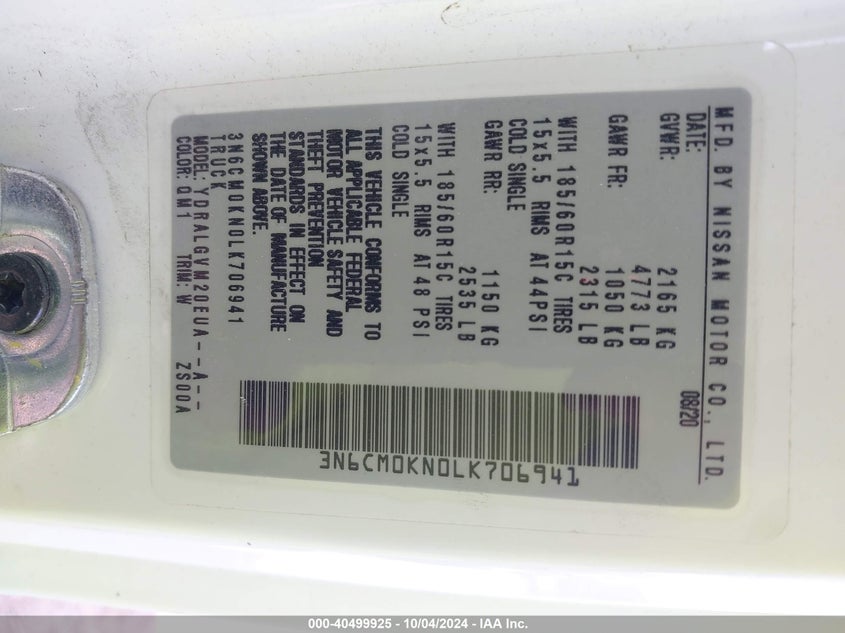 MFD. BY NISSAN MOTOR CO., LTD.
DATE: 08/20
GVWR: 2165 KG
4773 LB
GAWR FR: 1050 KG
2315 LB
WITH 185/60R15C TIRES
15x5.5 RIMS AT 44PSI
COLD SINGLE
GAWR RR: 1150 KG
2535 LB
WITH 185/60R15C TIRES
15x5.5 RIMS AT 48 PSI
COLD SINGLE
THIS VEHICLE CONFORMS TO
ALL APPLICABLE FEDERAL
MOTOR VEHICLE SAFETY AND
THEFT PREVENTION
STANDARDS IN EFFECT ON
THE DATE OF MANUFACTURE
SHOWN ABOVE.
3N6CM0KN0LK706941
TRUCK
MODEL: YDRALGVM20EUA--A--
COLOR: QM1 TRIM: W ZS00A
3N6CM0KN0LK706941
000-40499925 - 10/04/2024 - IAA Inc.